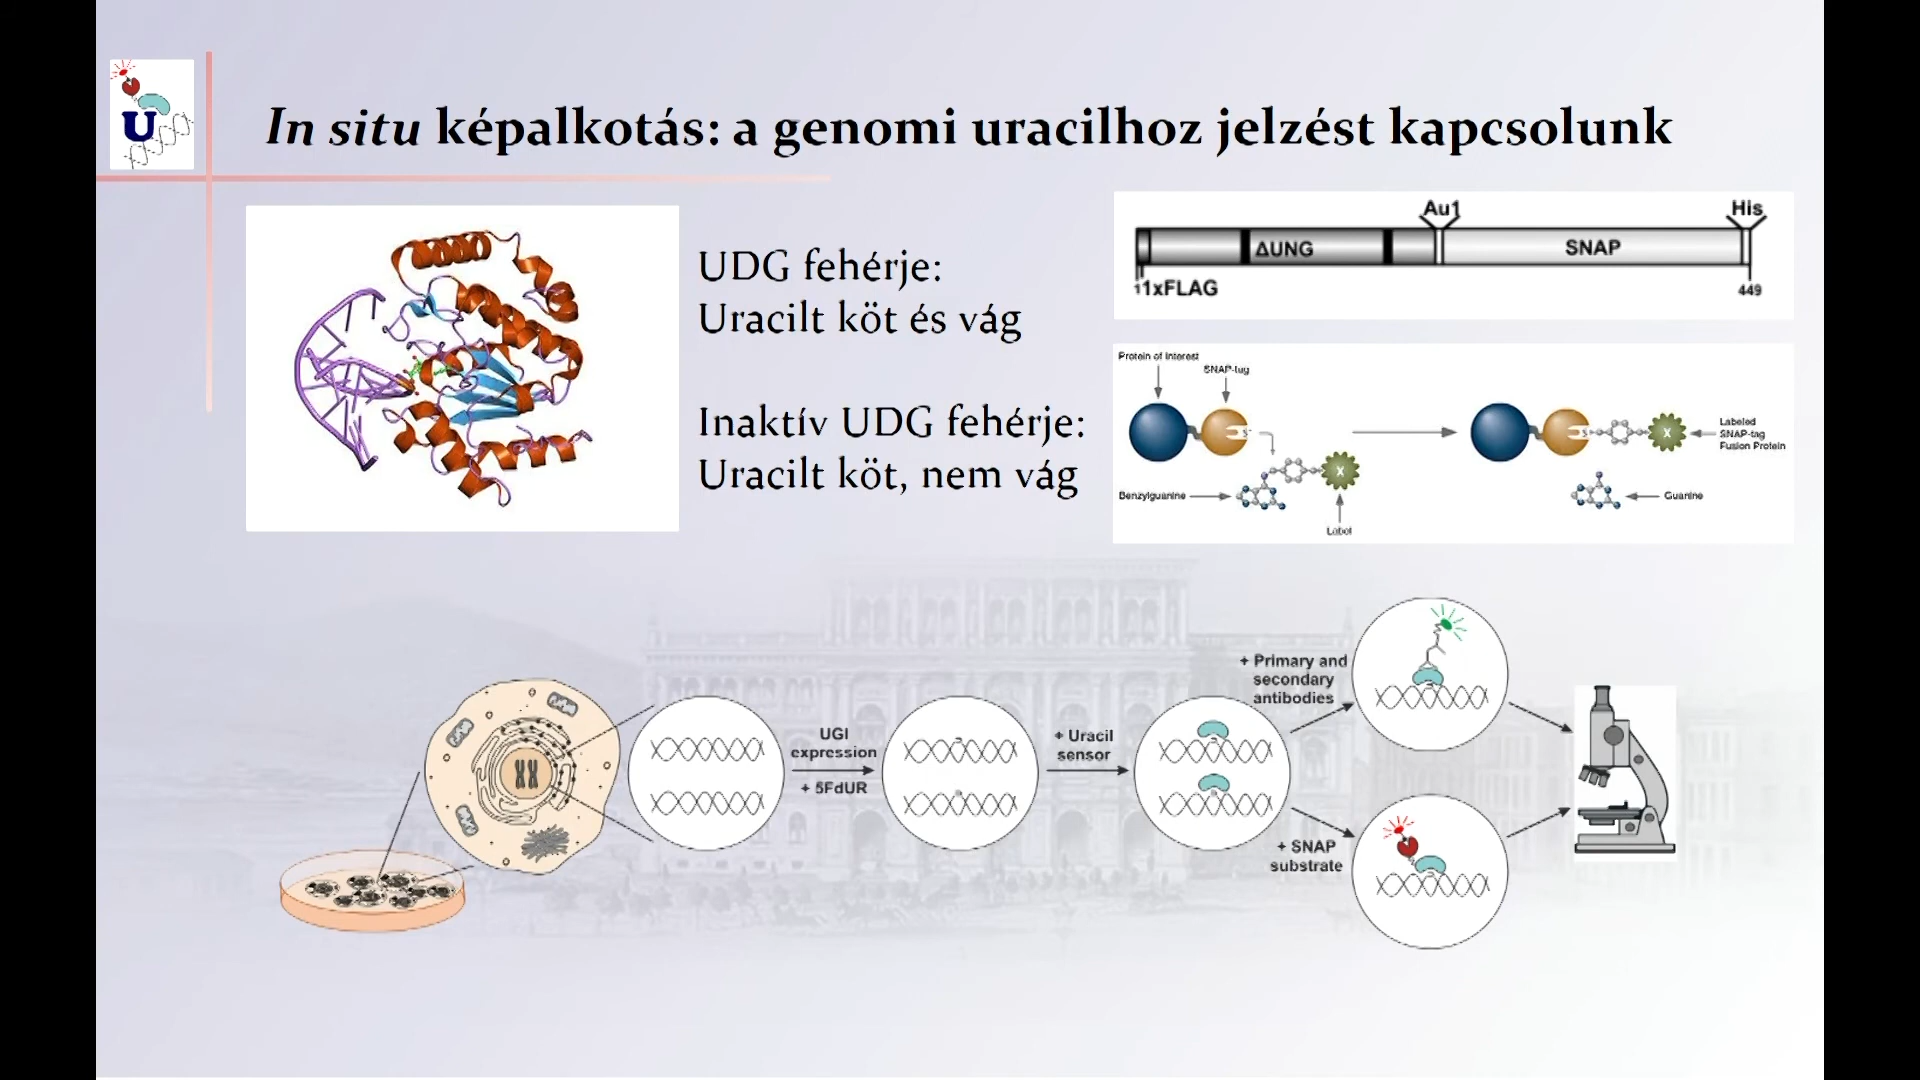 U
In situ képalkotás: a genomi uracilhoz jelzést kapcsolunk
UDG fehérje:
Uracilt köt és vág
Inaktív UDG fehérje:
Uracilt köt, nem vág
Au1
His
ΔUNG
SNAP
1
1xFLAG
449
Protein of Interest
SNAP-tag
S
X
Benzylguanine
Label
S
X
Labeled
SNAP-tag
Fusion Protein
Guanine
UGI
expression
+ 5FdUR
+ Uracil
sensor
+ Primary and
secondary
antibodies
+ SNAP
substrate